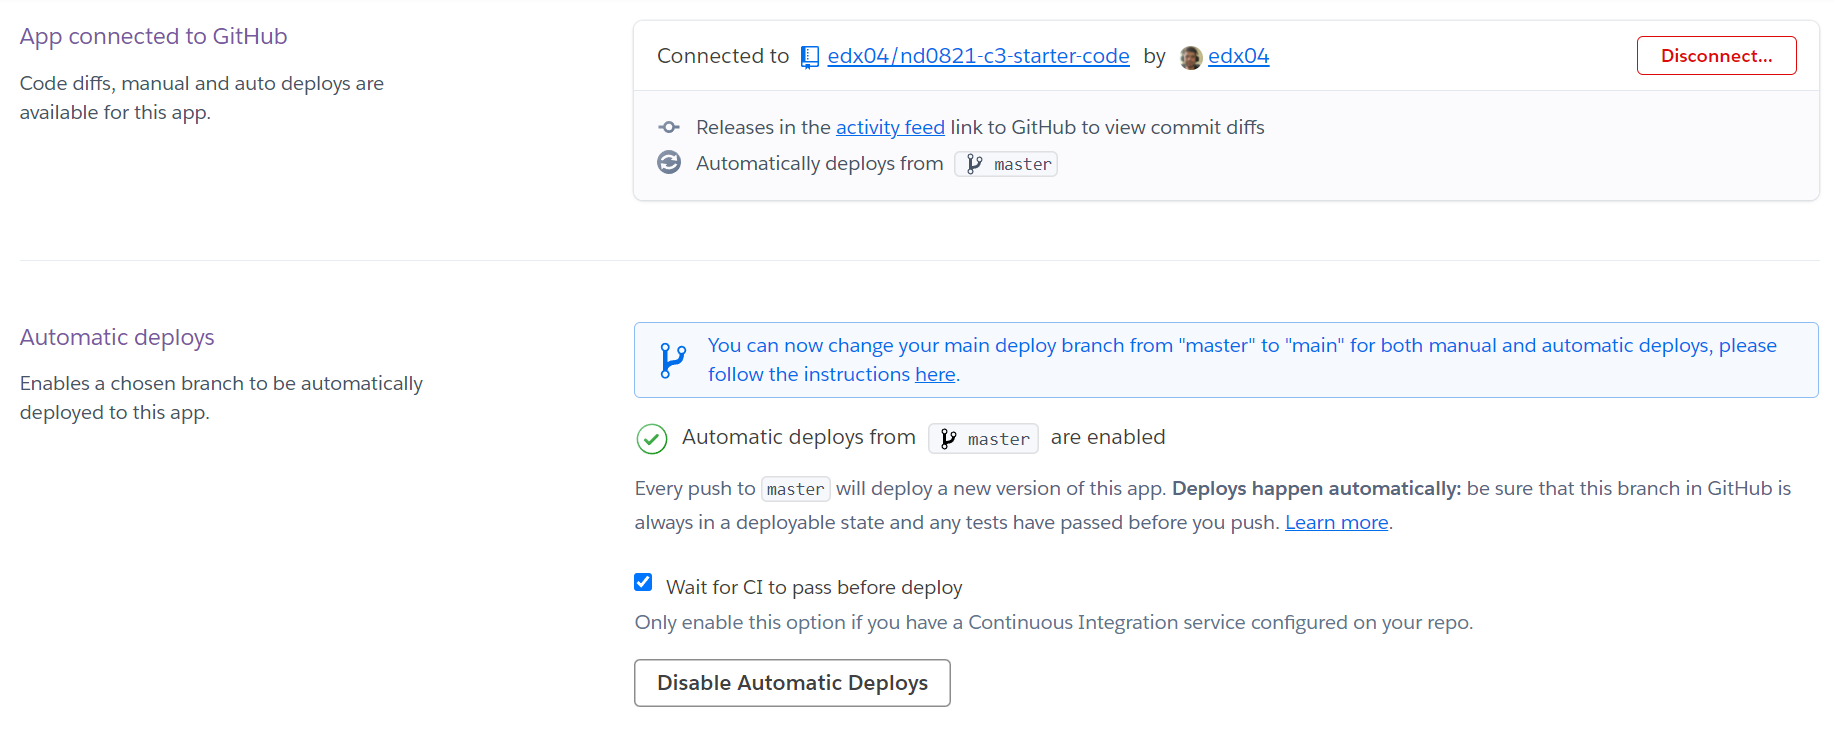 App connected to GitHub
Code diffs, manual and auto deploys are
available for this app.
Connected to edx04/nd0821-c3-starter-code by edx04
Disconnect...
Releases in the activity feed link to GitHub to view commit diffs
Automatically deploys from master
Automatic deploys
Enables a chosen branch to be automatically
deployed to this app.
You can now change your main deploy branch from "master" to "main" for both manual and automatic deploys, please
follow the instructions here.
Automatic deploys from master are enabled
Every push to master will deploy a new version of this app. Deploys happen automatically: be sure that this branch in GitHub is
always in a deployable state and any tests have passed before you push. Learn more.
Wait for CI to pass before deploy
Only enable this option if you have a Continuous Integration service configured on your repo.
Disable Automatic Deploys